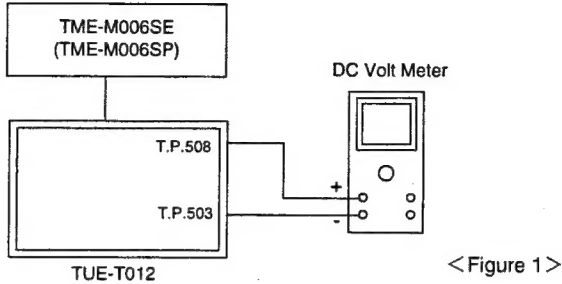 TME-M006SE
(TME-M006SP)
DC Volt Meter
T.P.508
+
T.P.503
-
TUE-T012
<Figure 1>